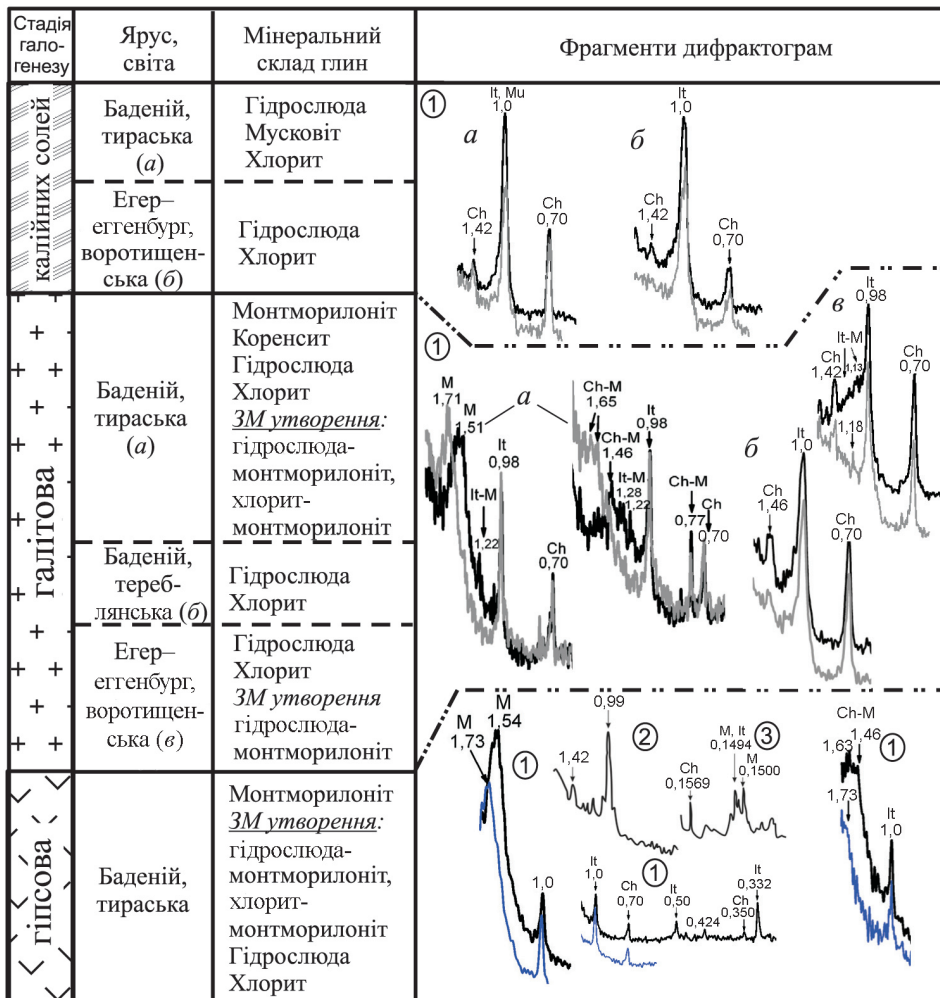 Стадія
гало-
генезу
Ярус,
світа
Мінеральний
склад глин
Фрагменти дифрактограм
калійних солей
Баденій,
тираська
(а)
Гідрослюда
Мусковіт
Хлорит
Егер–
еггенбург,
воротищен-
ська (б)
Гідрослюда
Хлорит
1
а
It, Mu
1,0
Ch
1,42
Ch
0,70
б
It
1,0
Ch
1,42
Ch
0,70
галітова
Баденій,
тираська
(а)
Монтморилоніт
Коренсит
Гідрослюда
Хлорит
ЗМ утворення:
гідрослюда-
монтморилоніт,
хлорит-
монтморилоніт
Баденій,
тереб-
лянська (б)
Гідрослюда
Хлорит
Егер–
еггенбург,
воротищен-
ська (в)
Гідрослюда
Хлорит
ЗМ утворення
гідрослюда-
монтморилоніт
1
М
1,71
М
1,51
It
0,98
It-M
1,22
Ch
0,70
а
Ch-M
1,65
Ch-M
1,46
It-M
1,28
1,22
It
0,98
Ch-M
0,77
Ch
0,70
б
Ch
1,46
It
1,0
Ch
0,70
в
It
0,98
It-M
1,13
Ch
1,42
1,18
Ch
0,70
гіпсова
Баденій,
тираська
Монтморилоніт
ЗМ утворення:
гідрослюда-
монтморилоніт,
хлорит-
монтморилоніт
Гідрослюда
Хлорит
М
1,54
М
1,73
1
1,0
0,99
2
1,42
3
M, It
0,1494
M
0,1500
Ch
0,1569
1
It
1,0
Ch
0,70
It
0,50
0,424
Ch
0,350
It
0,332
Ch-M
1,46
1,63
1
1,73
It
1,0